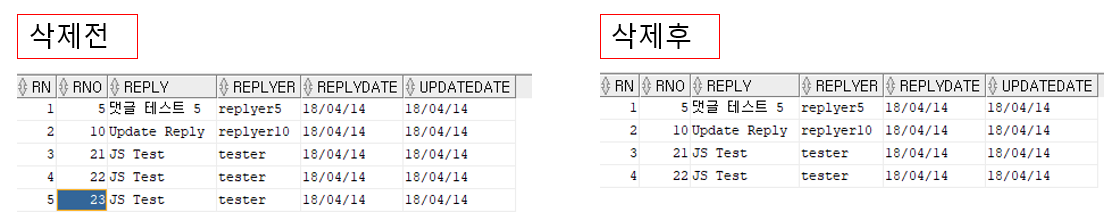 삭제전
RN RNO REPLY REPLYER REPLYDATE UPDATEDATE
1 5 댓글 테스트 5 replyer5 18/04/14 18/04/14
2 10 Update Reply replyer10 18/04/14 18/04/14
3 21 JS Test tester 18/04/14 18/04/14
4 22 JS Test tester 18/04/14 18/04/14
5 23 JS Test tester 18/04/14 18/04/14
삭제후
RN RNO REPLY REPLYER REPLYDATE UPDATEDATE
1 5 댓글 테스트 5 replyer5 18/04/14 18/04/14
2 10 Update Reply replyer10 18/04/14 18/04/14
3 21 JS Test tester 18/04/14 18/04/14
4 22 JS Test tester 18/04/14 18/04/14